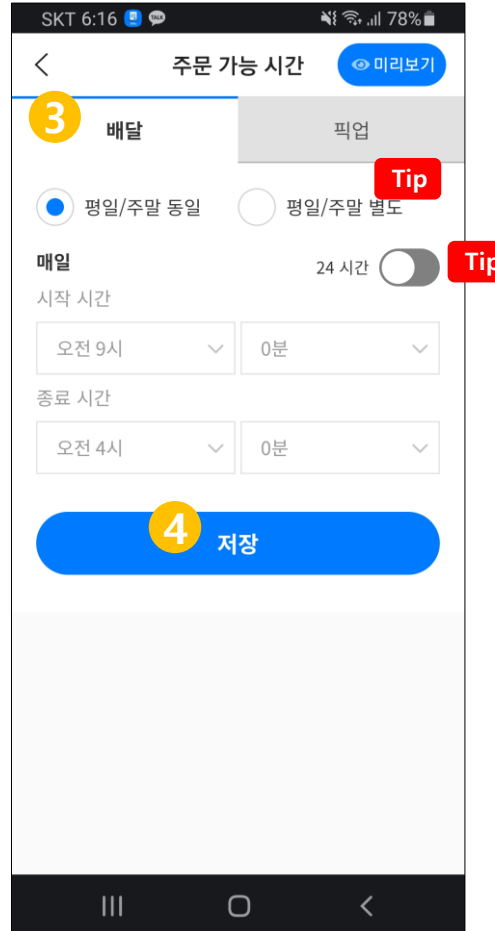 SKT 6:16
78%
주문 가능 시간
미리보기
3
배달
픽업
Tip
평일/주말 동일
평일/주말 별도
매일
24 시간
Tip
시작 시간
오전 9시
0분
종료 시간
오전 4시
0분
4
저장